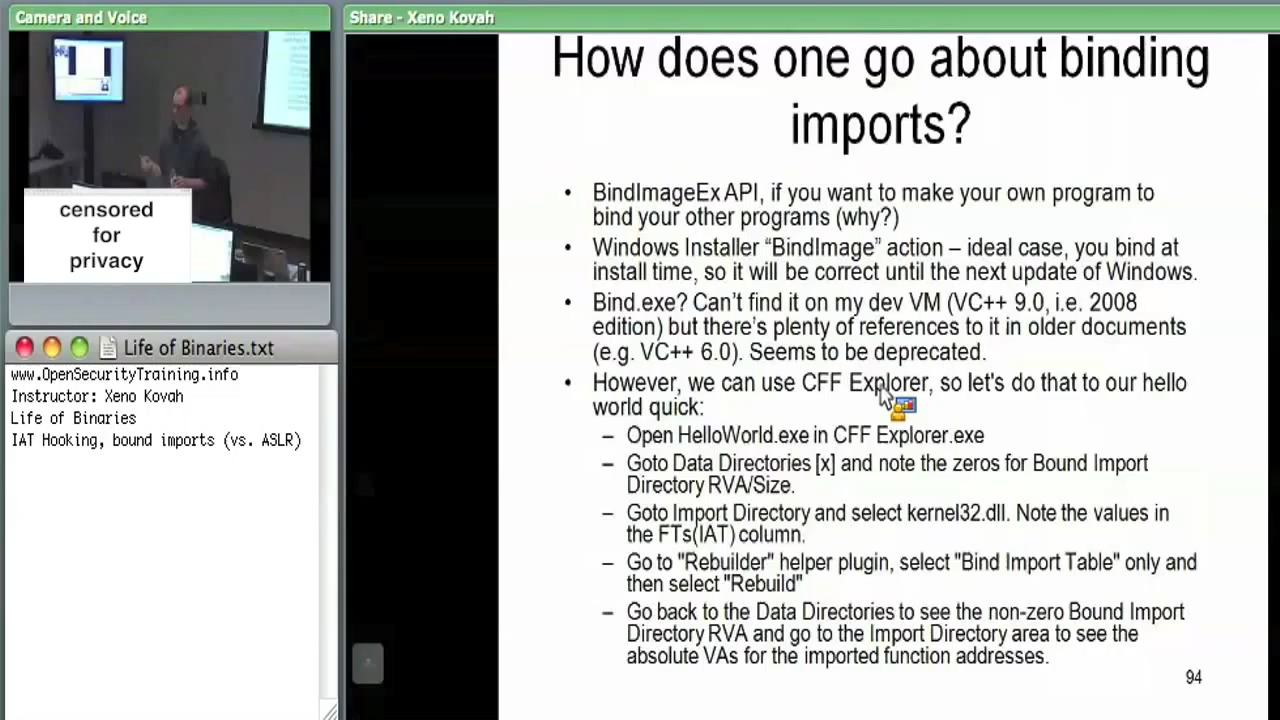 Camera and Voice
Share - Xeno Kovah
censored
for
privacy
Life of Binaries.txt
www.OpenSecurityTraining.info
Instructor: Xeno Kovah
Life of Binaries
IAT Hooking, bound imports (vs. ASLR)
How does one go about binding
imports?
• BindImageEx API, if you want to make your own program to
bind your other programs (why?)
• Windows Installer “BindImage” action – ideal case, you bind at
install time, so it will be correct until the next update of Windows.
• Bind.exe? Can’t find it on my dev VM (VC++ 9.0, i.e. 2008
edition) but there’s plenty of references to it in older documents
(e.g. VC++ 6.0). Seems to be deprecated.
• However, we can use CFF Explorer, so let's do that to our hello
world quick:
– Open HelloWorld.exe in CFF Explorer.exe
– Goto Data Directories [x] and note the zeros for Bound Import
Directory RVA/Size.
– Goto Import Directory and select kernel32.dll. Note the values in
the FTs(IAT) column.
– Go to "Rebuilder" helper plugin, select "Bind Import Table" only and
then select "Rebuild"
– Go back to the Data Directories to see the non-zero Bound Import
Directory RVA and go to the Import Directory area to see the
absolute VAs for the imported function addresses.
94